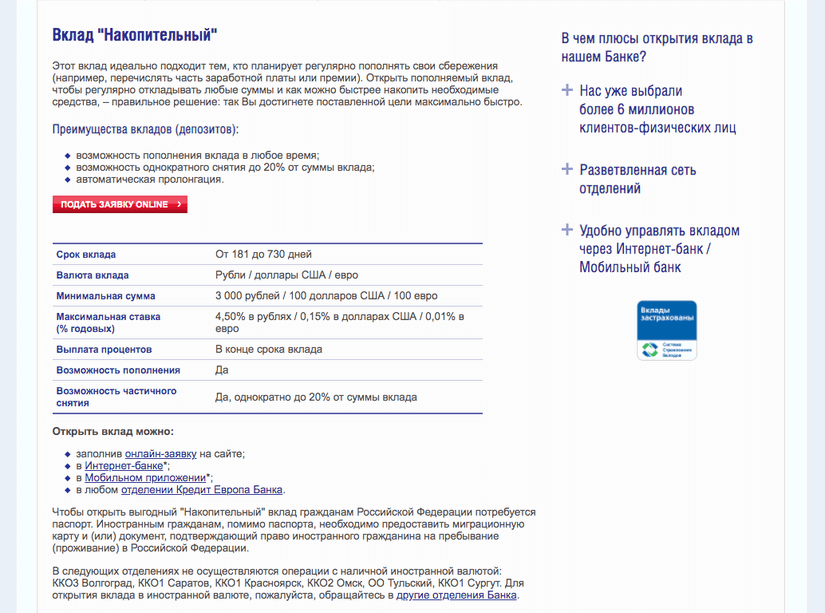 Вклад "Накопительный"
Этот вклад идеально подходит тем, кто планирует регулярно пополнять свои сбережения
(например, перечислять часть заработной платы или премии). Открыть пополняемый вклад,
чтобы регулярно откладывать любые суммы и как можно быстрее накопить необходимые
средства, – правильное решение: так Вы достигнете поставленной цели максимально быстро.
Преимущества вкладов (депозитов):
возможность пополнения вклада в любое время;
возможность однократного снятия до 20% от суммы вклада;
автоматическая пролонгация.
ПОДАТЬ ЗАЯВКУ ONLINE ›
Срок вклада От 181 до 730 дней
Валюта вклада Рубли / доллары США / евро
Минимальная сумма 3 000 рублей / 100 долларов США / 100 евро
Максимальная ставка 4,50% в рублях / 0,15% в долларах США / 0,01% в
(% годовых) евро
Выплата процентов В конце срока вклада
Возможность пополнения Да
Возможность частичного
снятия Да, однократно до 20% от суммы вклада
Открыть вклад можно:
заполнив онлайн-заявку на сайте;
в Интернет-банке*;
в Мобильном приложении*;
в любом отделении Кредит Европа Банка.
Чтобы открыть выгодный "Накопительный" вклад гражданам Российской Федерации потребуется
паспорт. Иностранным гражданам, помимо паспорта, необходимо предоставить миграционную
карту и (или) документ, подтверждающий право иностранного гражданина на пребывание
(проживание) в Российской Федерации.
В следующих отделениях не осуществляются операции с наличной иностранной валютой:
ККО3 Волгоград, ККО1 Саратов, ККО1 Красноярск, ККО2 Омск, ОО Тульский, ККО1 Сургут. Для
открытия вклада в иностранной валюте, пожалуйста, обращайтесь в другие отделения Банка.
В чем плюсы открытия вклада в
нашем Банке?
Нас уже выбрали
более 6 миллионов
клиентов-физических лиц
Разветвленная сеть
отделений
Удобно управлять вкладом
через Интернет-банк /
Мобильный банк
Вклады
застрахованы
Система
Страхования
Вкладов